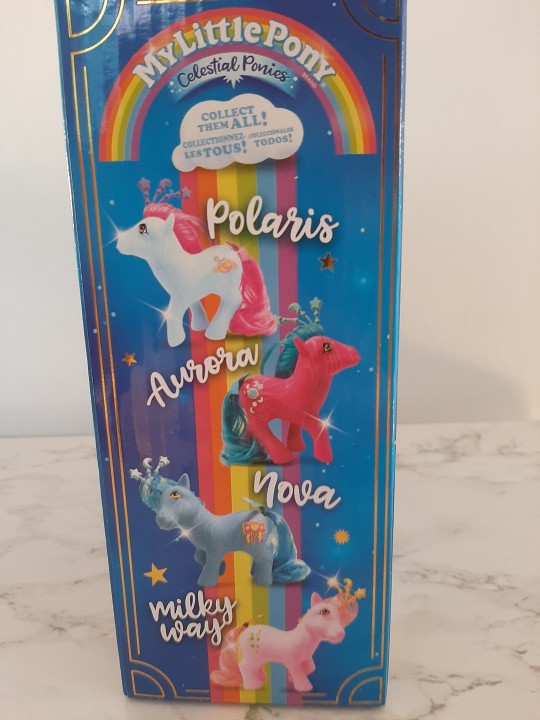 My Little Pony
Celestial Ponies
COLLECT
THEM ALL!
COLLECTIONNEZ- ¡COLECCIÓNALOS
LES TOUS! TODOS!
Polaris
Aurora
Nova
milky
way